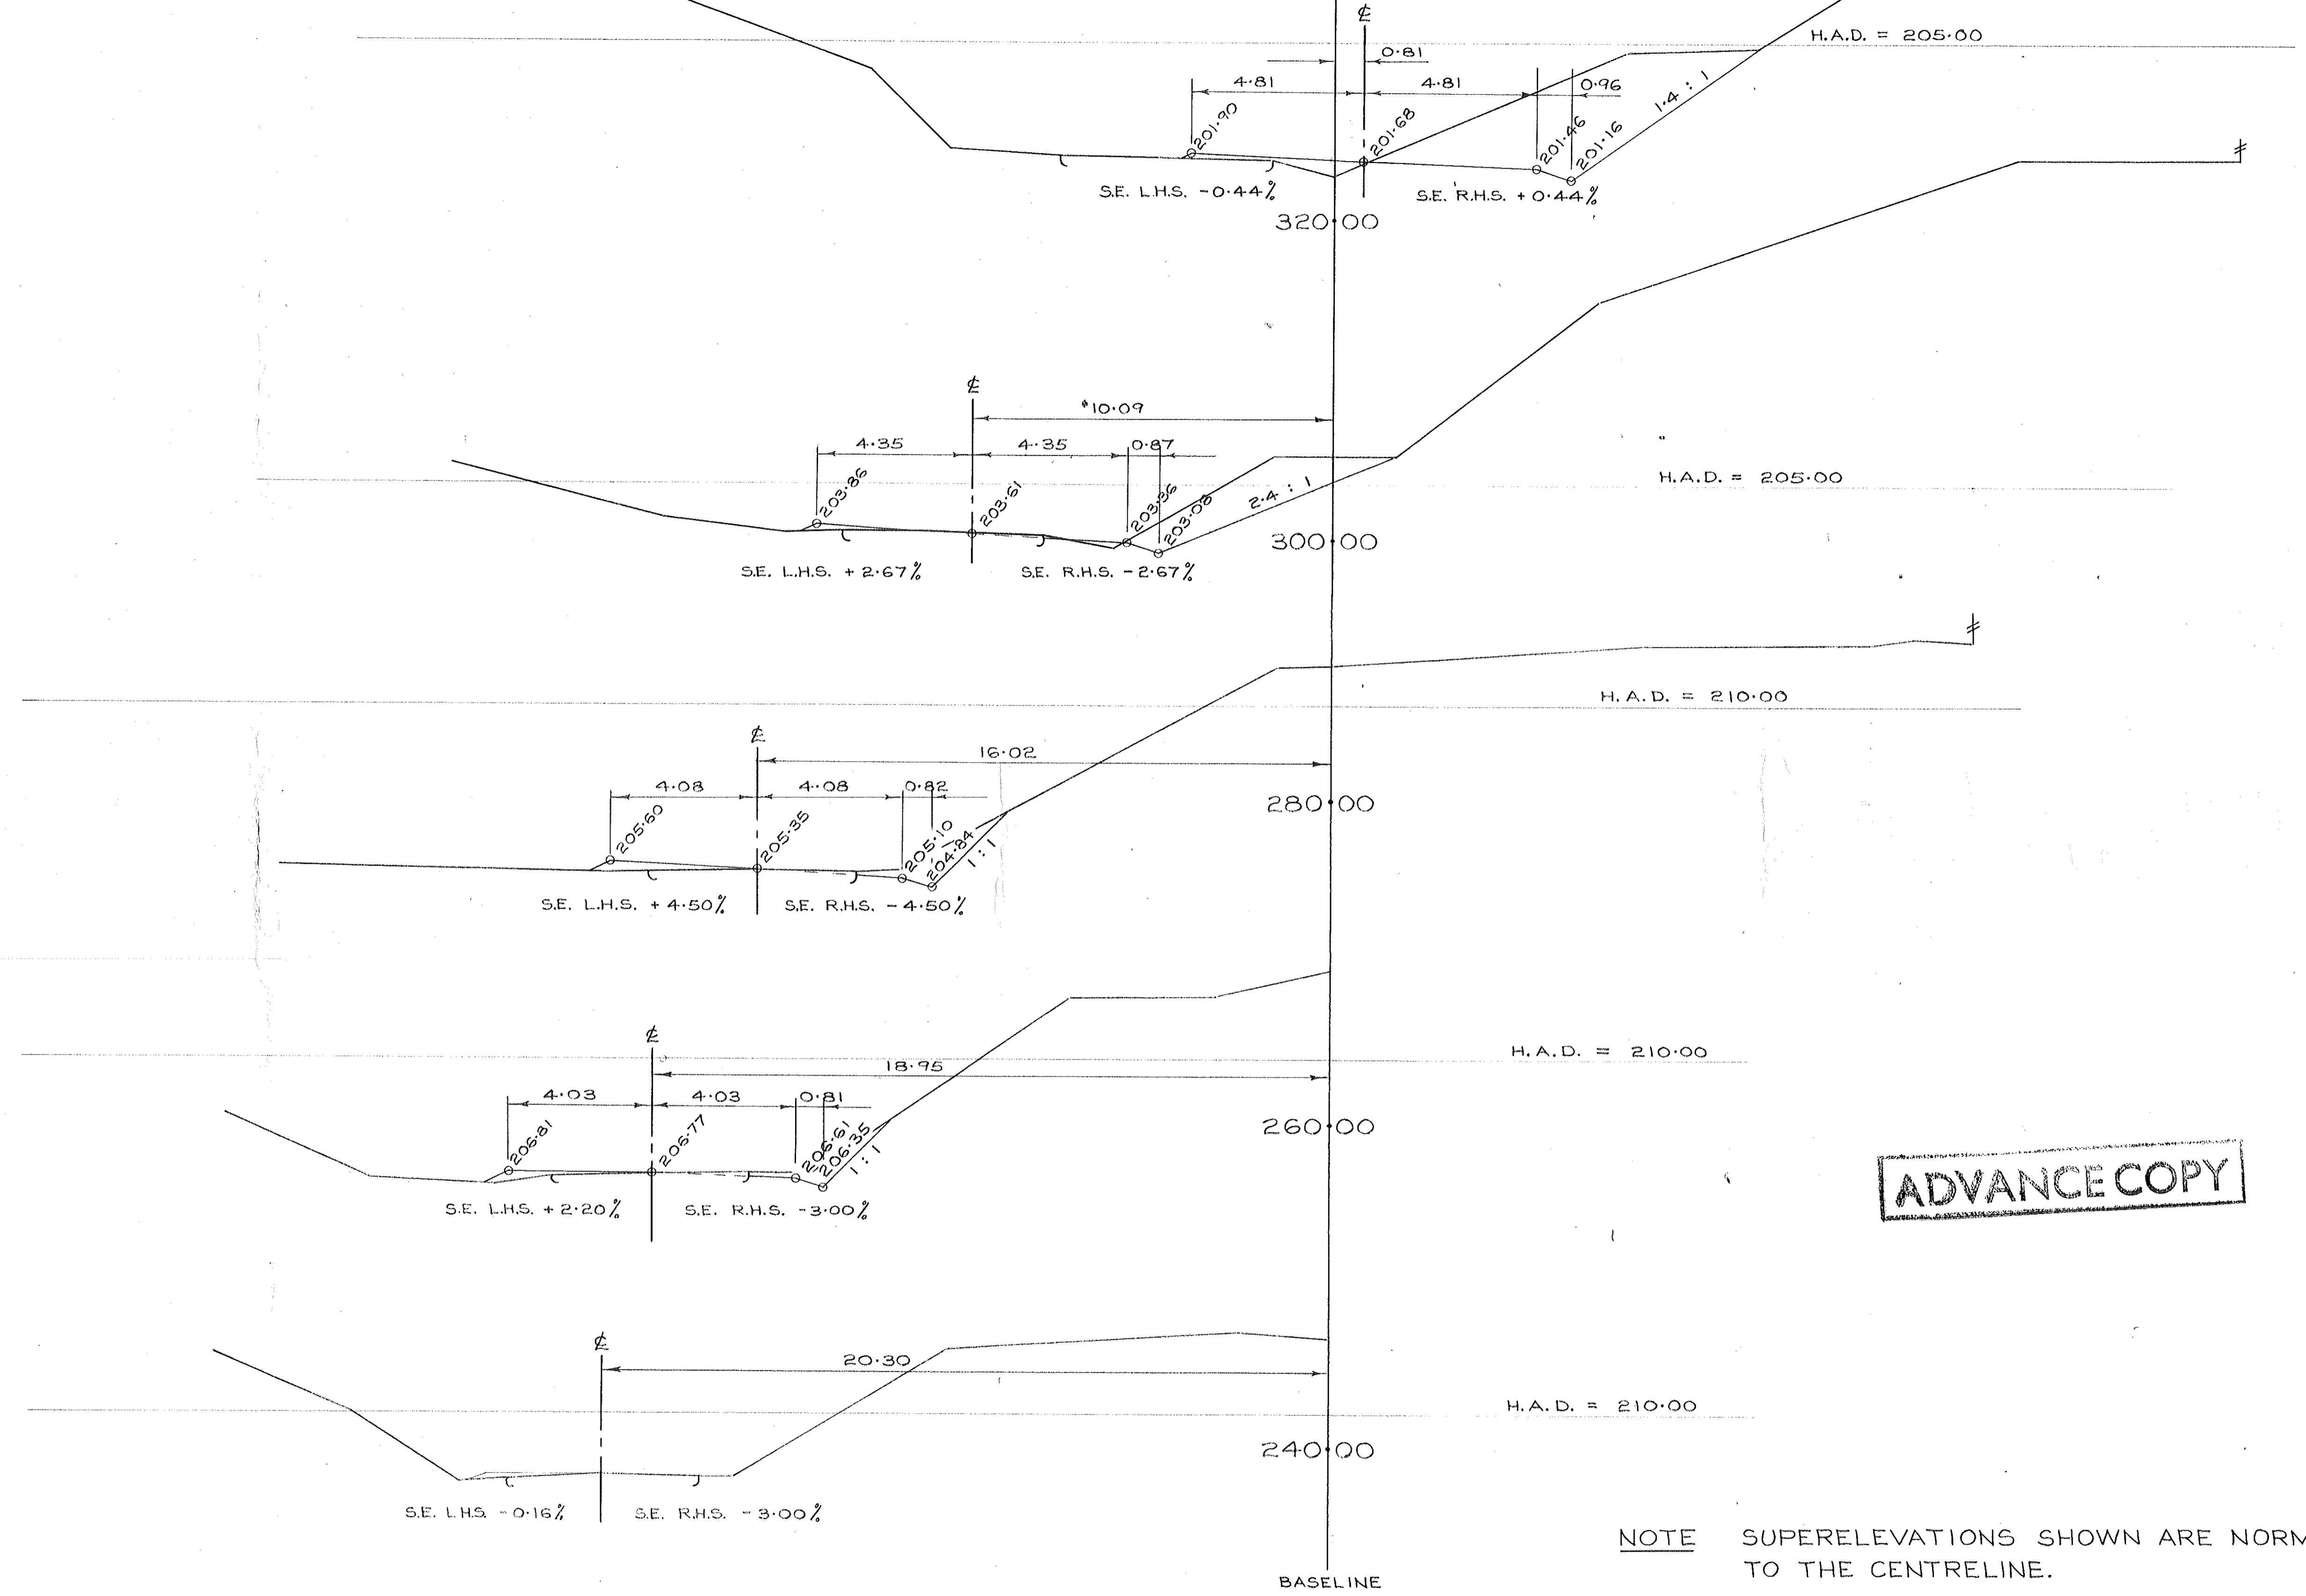 ℄
H.A.D. = 205·00
0·81
4·81 4·81 0·96
1·4 : 1
201·90 201·68 201·46 201·16
S.E. L.H.S. -0·44% S.E. R.H.S. +0·44%
320·00
℄
10·09
4·35 4·35 0·87
203·86 203·61 203·36 203·08
2·4 : 1
H.A.D. = 205·00
300·00
S.E. L.H.S. +2·67% S.E. R.H.S. -2·67%
H.A.D. = 210·00
℄
16·02
4·08 4·08 0·82
280·00
205·60 205·35 205·10 204·84
1 : 1
S.E. L.H.S. +4·50% S.E. R.H.S. -4·50%
℄
H.A.D. = 210·00
18·95
4·03 4·03 0·81
260·00
206·81 206·77 206·61 206·35
1 : 1
ADVANCE COPY
S.E. L.H.S. +2·20% S.E. R.H.S. -3·00%
℄
20·30
H.A.D. = 210·00
240·00
S.E. L.H.S. -0·16% S.E. R.H.S. -3·00%
NOTE SUPERELEVATIONS SHOWN ARE NORM
TO THE CENTRELINE.
BASELINE